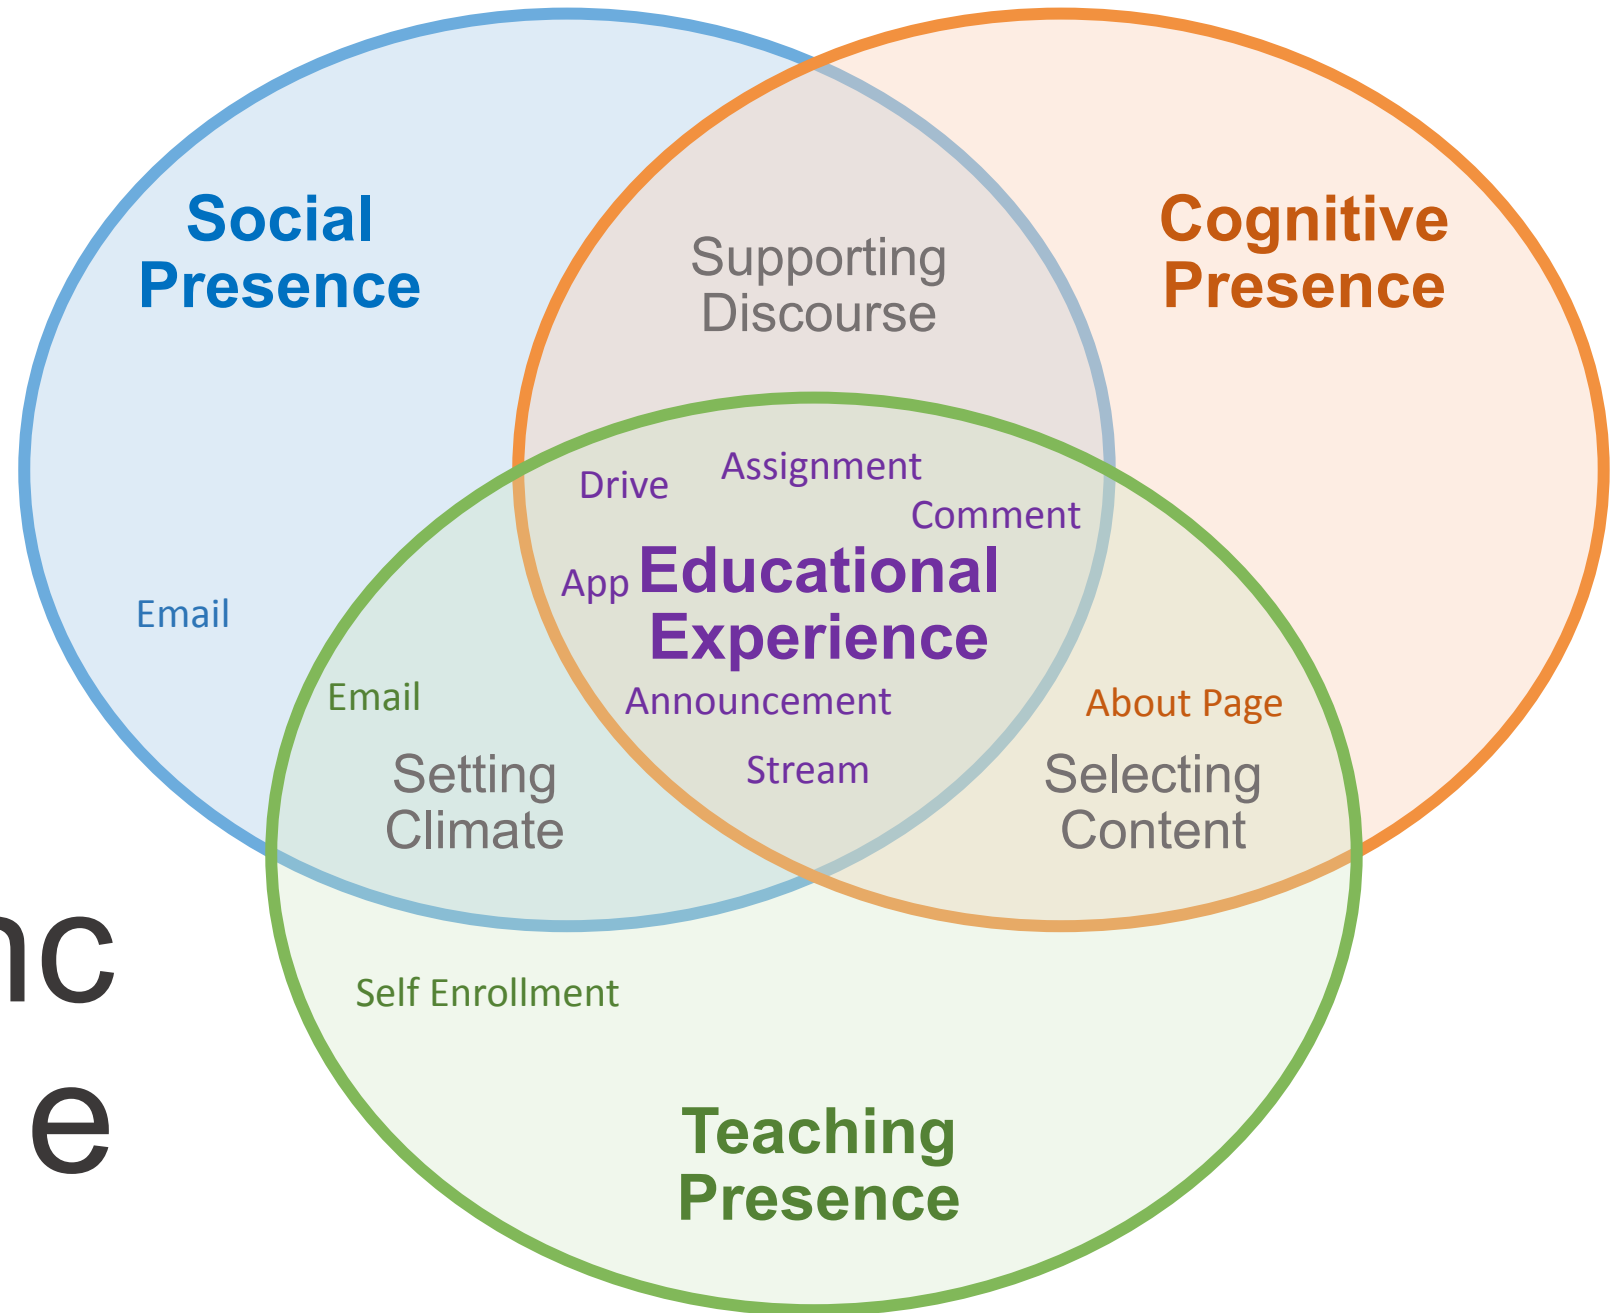 Social
Presence
Cognitive
Presence
Supporting
Discourse
Drive
Assignment
Comment
App
Educational
Experience
Email
Email
Announcement
About Page
Setting
Climate
Stream
Selecting
Content
nc
e
Self Enrollment
Teaching
Presence